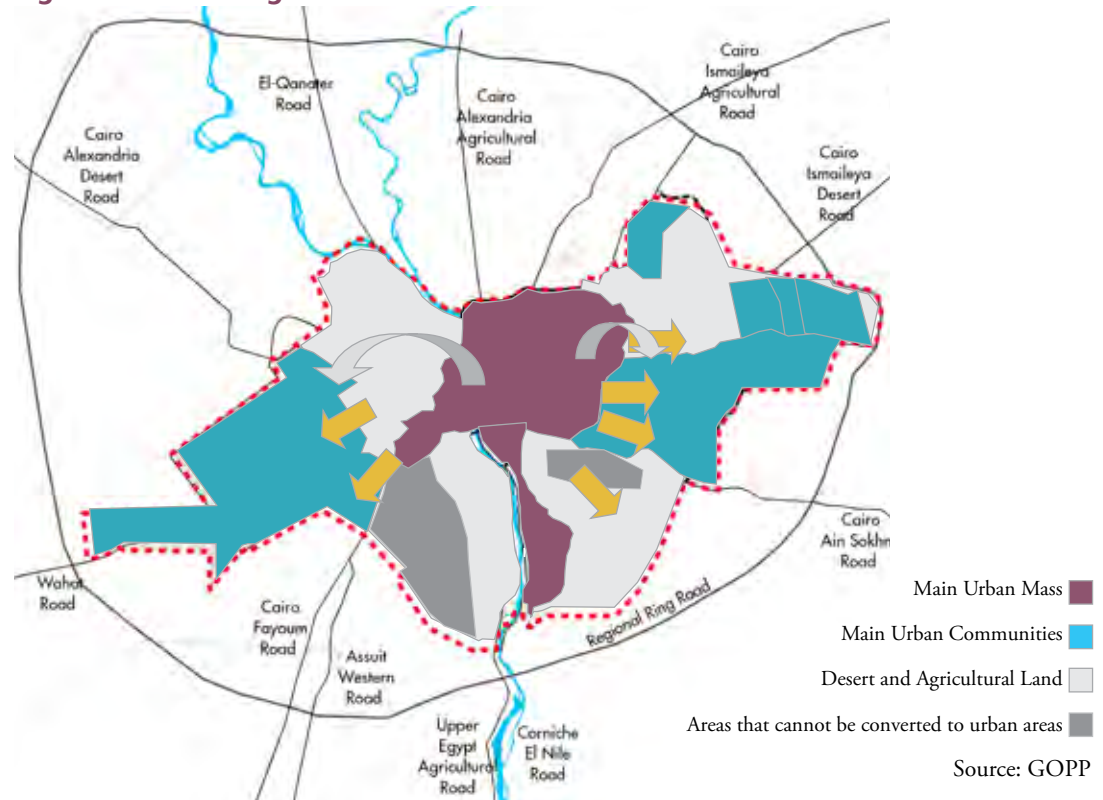 El-Qanater
Road
Cairo
Alexandria
Desert
Road
Cairo
Alexandria
Agricultural
Road
Cairo
Ismaileya
Agricultural
Road
Cairo
Ismaileya
Desert
Road
Cairo
Ain Sokhn
Road
Wahat
Road
Cairo
Fayoum
Road
Assuit
Western
Road
Regional Ring Road
Upper
Egypt
Agricultural
Road
Corniche
El Nile
Road
Main Urban Mass
Main Urban Communities
Desert and Agricultural Land
Areas that cannot be converted to urban areas
Source: GOPP